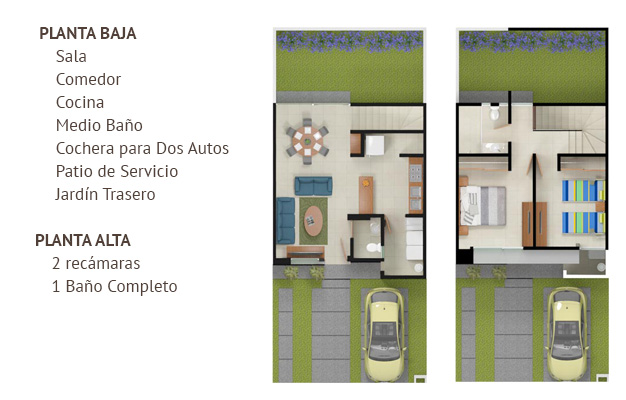 PLANTA BAJA
Sala
Comedor
Cocina
Medio Baño
Cochera para Dos Autos
Patio de Servicio
Jardín Trasero
PLANTA ALTA
2 recámaras
1 Baño Completo